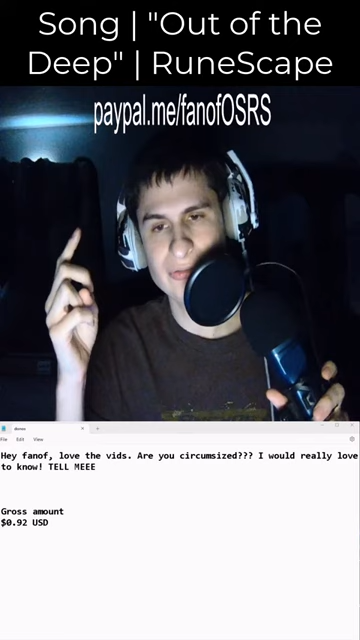 Song | "Out of the
Deep" | RuneScape
paypal.me/fanofOSRS
File Edit View
Hey fanof, love the vids. Are you circumsized??? I would really love
to know! TELL MEEE
Gross amount
$0.92 USD